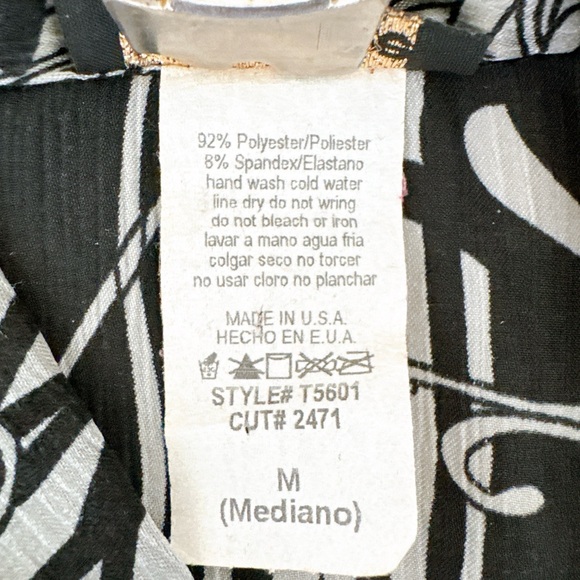 92% Polyester/Poliester
8% Spandex/Elastano
hand wash cold water
line dry do not wring
do not bleach or iron
lavar a mano agua fria
colgar seco no torcer
no usar cloro no planchar
MADE IN U.S.A.
HECHO EN E.U.A.
STYLE# T5601
CUT# 2471
M
(Mediano)